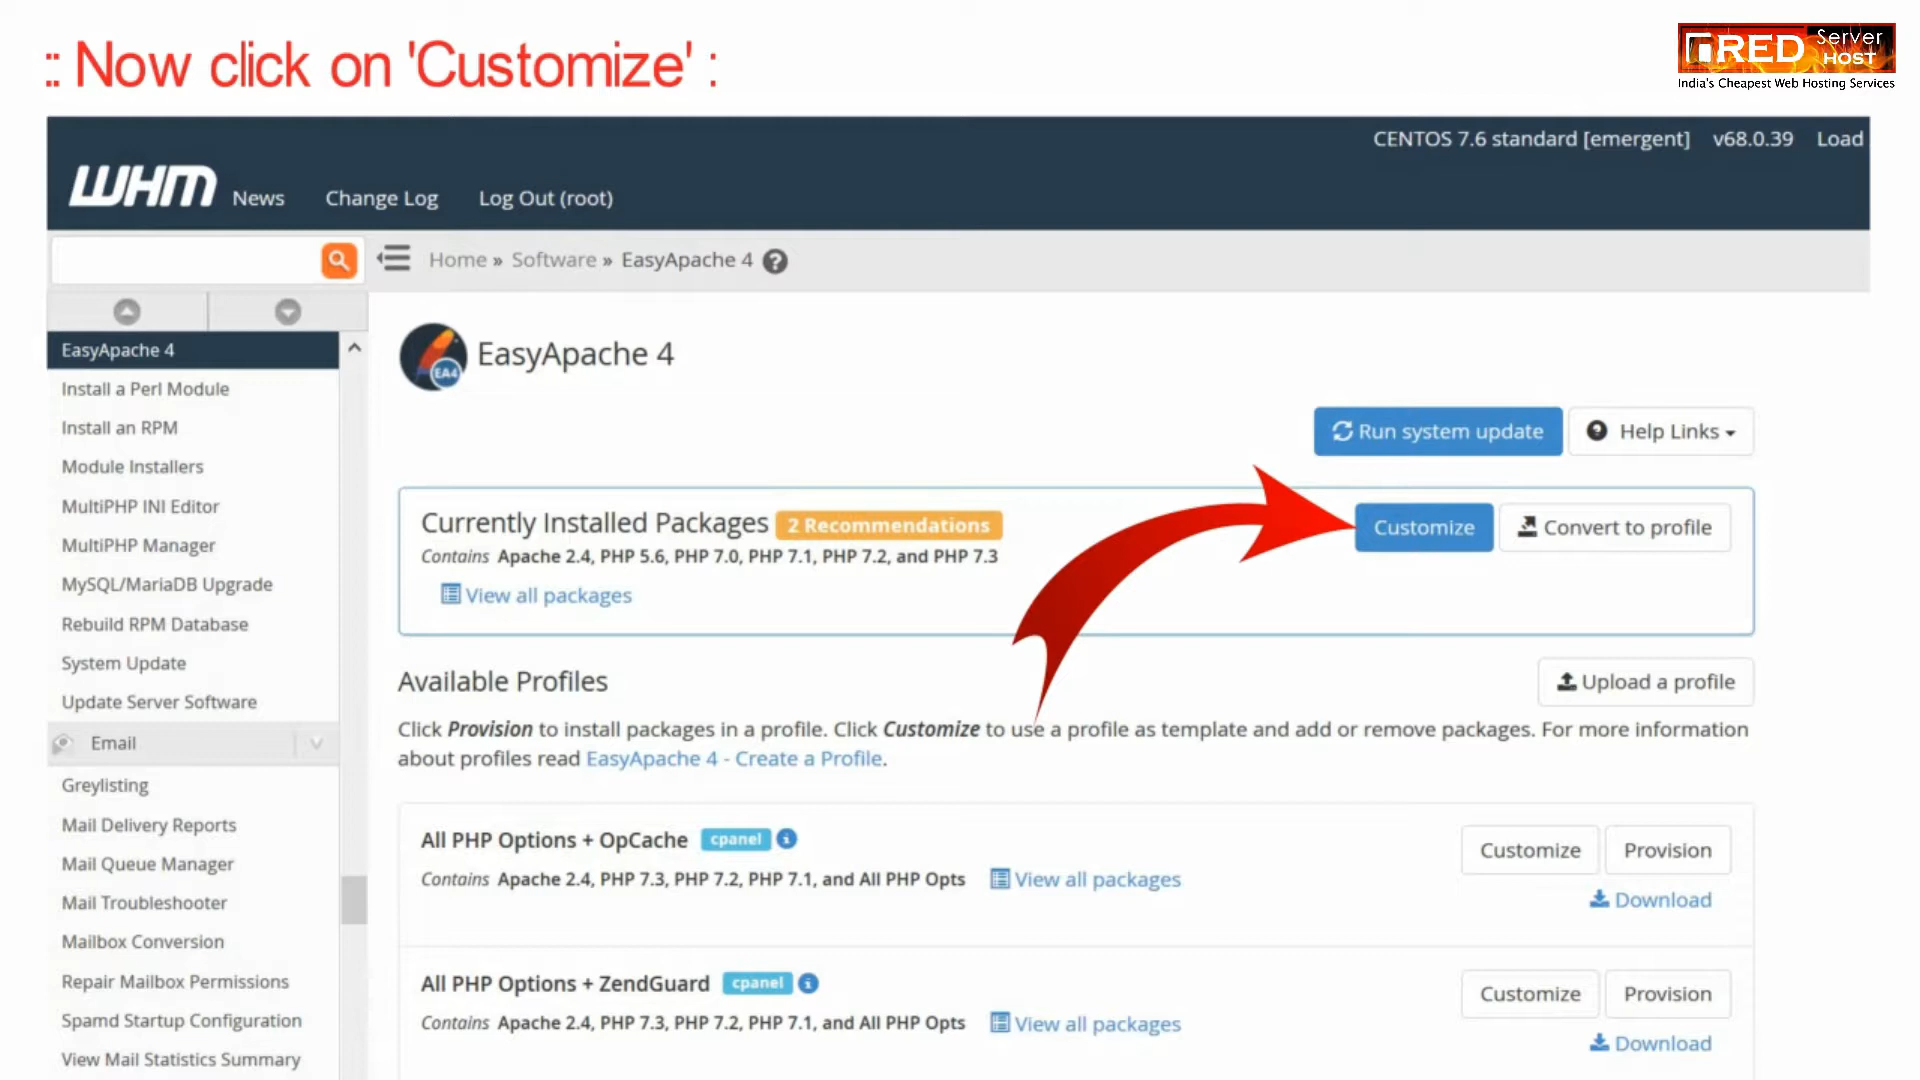 :: Now click on 'Customize' :
RED Server HOST
India's Cheapest Web Hosting Services
CENTOS 7.6 standard [emergent] v68.0.39 Load
WHM News Change Log Log Out (root)
Home » Software » EasyApache 4
EasyApache 4
Install a Perl Module
Install an RPM
Module Installers
MultiPHP INI Editor
MultiPHP Manager
MySQL/MariaDB Upgrade
Rebuild RPM Database
System Update
Update Server Software
Email
Greylisting
Mail Delivery Reports
Mail Queue Manager
Mail Troubleshooter
Mailbox Conversion
Repair Mailbox Permissions
Spamd Startup Configuration
View Mail Statistics Summary
EA4
EasyApache 4
Run system update Help Links
Currently Installed Packages 2 Recommendations
Customize Convert to profile
Contains Apache 2.4, PHP 5.6, PHP 7.0, PHP 7.1, PHP 7.2, and PHP 7.3
View all packages
Available Profiles
Upload a profile
Click Provision to install packages in a profile. Click Customize to use a profile as template and add or remove packages. For more information
about profiles read EasyApache 4 - Create a Profile.
All PHP Options + OpCache cpanel
Customize Provision
Contains Apache 2.4, PHP 7.3, PHP 7.2, PHP 7.1, and All PHP Opts View all packages
Download
All PHP Options + ZendGuard cpanel
Customize Provision
Contains Apache 2.4, PHP 7.3, PHP 7.2, PHP 7.1, and All PHP Opts View all packages
Download